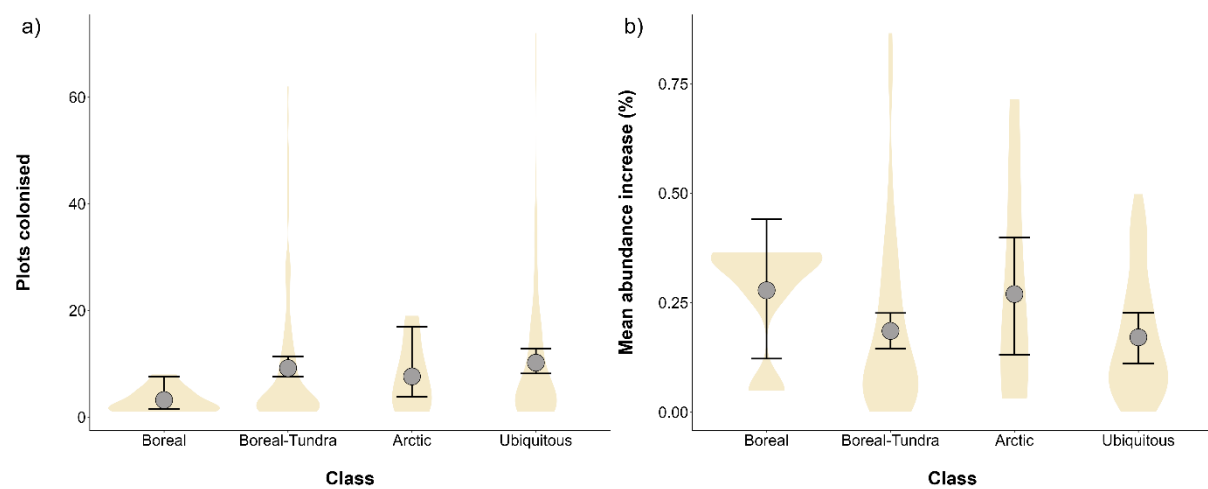 a)
60
40
20
0
Plots colonised
Boreal Boreal-Tundra Arctic Ubiquitous
Class
b)
0.75
0.50
0.25
0.00
Mean abundance increase (%)
Boreal Boreal-Tundra Arctic Ubiquitous
Class